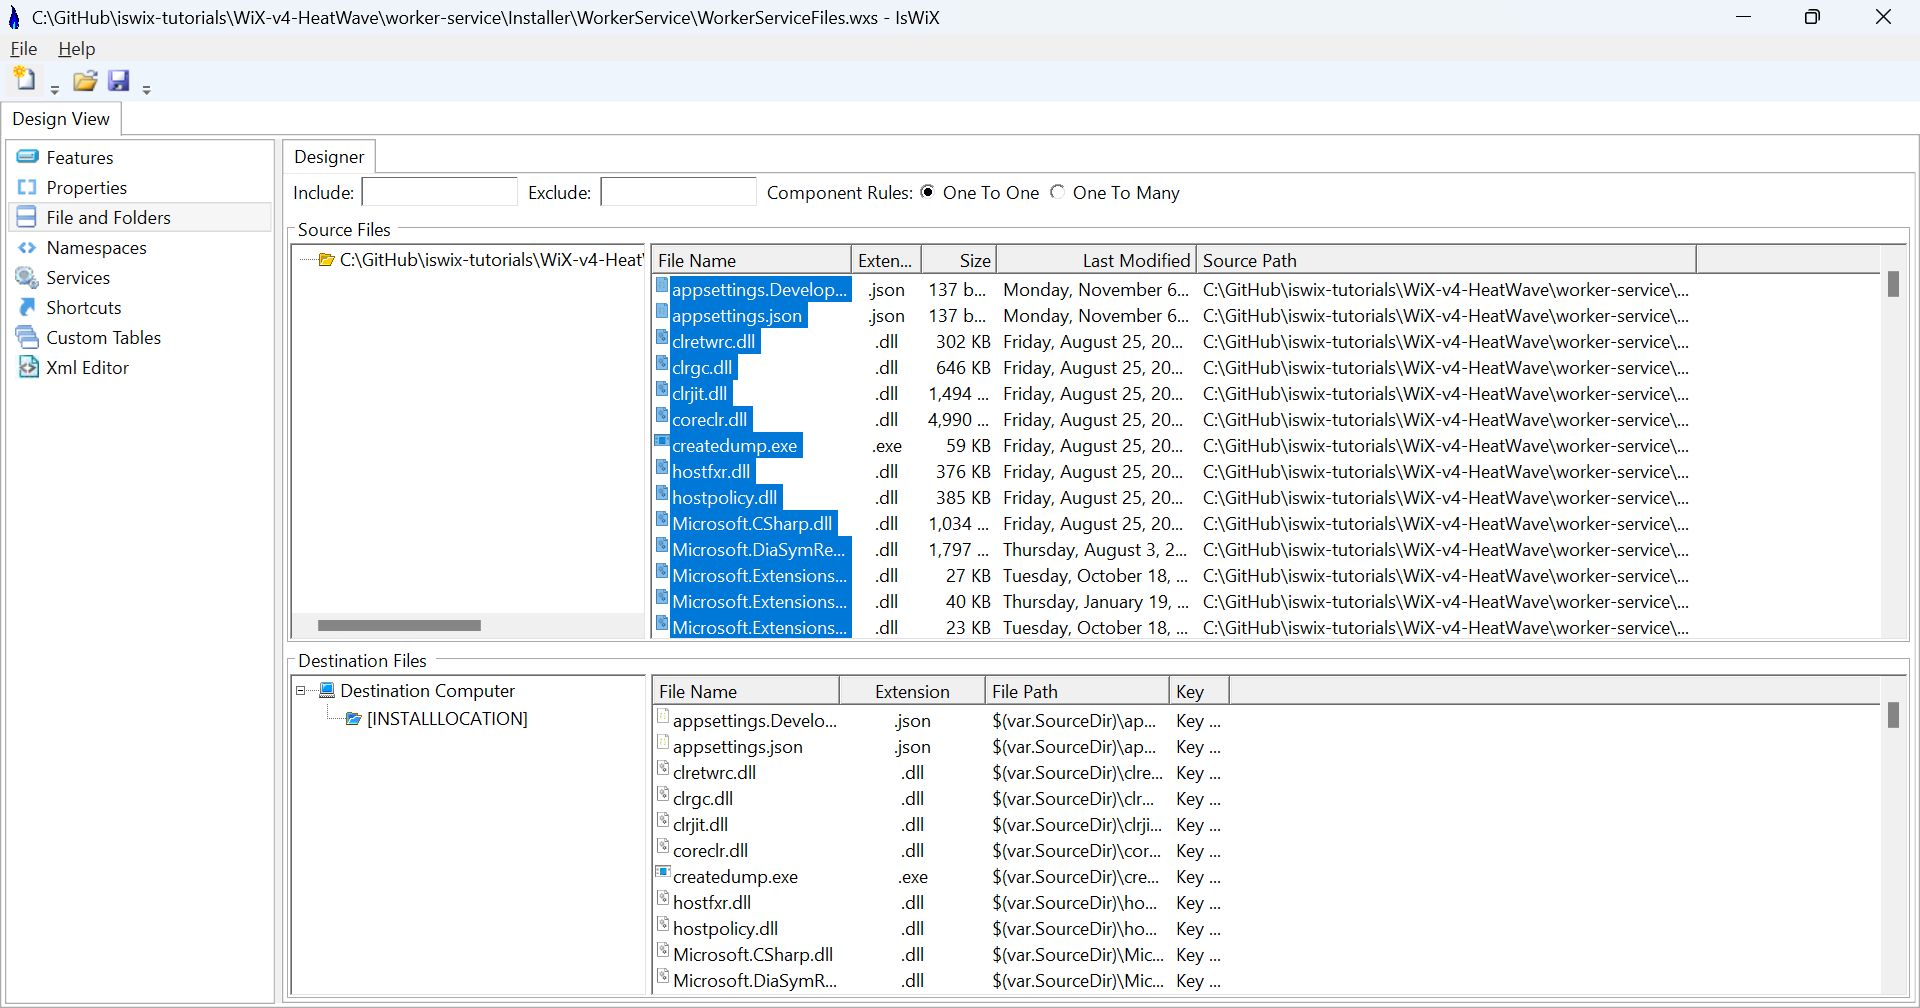 C:\GitHub\iswix-tutorials\WiX-v4-HeatWave\worker-service\Installer\WorkerService\WorkerServiceFiles.wxs - IsWiX
File Help
Design View
Features
Properties
File and Folders
Namespaces
Services
Shortcuts
Custom Tables
Xml Editor
Designer
Include: Exclude: Component Rules: One To One One To Many
Source Files
C:\GitHub\iswix-tutorials\WiX-v4-Heat
File Name Exten... Size Last Modified Source Path
appsettings.Develop... .json 137 b... Monday, November 6... C:\GitHub\iswix-tutorials\WiX-v4-HeatWave\worker-service\...
appsettings.json .json 137 b... Monday, November 6... C:\GitHub\iswix-tutorials\WiX-v4-HeatWave\worker-service\...
clretwrc.dll .dll 302 KB Friday, August 25, 20... C:\GitHub\iswix-tutorials\WiX-v4-HeatWave\worker-service\...
clrgc.dll .dll 646 KB Friday, August 25, 20... C:\GitHub\iswix-tutorials\WiX-v4-HeatWave\worker-service\...
clrjit.dll .dll 1,494 ... Friday, August 25, 20... C:\GitHub\iswix-tutorials\WiX-v4-HeatWave\worker-service\...
coreclr.dll .dll 4,990 ... Friday, August 25, 20... C:\GitHub\iswix-tutorials\WiX-v4-HeatWave\worker-service\...
createdump.exe .exe 59 KB Friday, August 25, 20... C:\GitHub\iswix-tutorials\WiX-v4-HeatWave\worker-service\...
hostfxr.dll .dll 376 KB Friday, August 25, 20... C:\GitHub\iswix-tutorials\WiX-v4-HeatWave\worker-service\...
hostpolicy.dll .dll 385 KB Friday, August 25, 20... C:\GitHub\iswix-tutorials\WiX-v4-HeatWave\worker-service\...
Microsoft.CSharp.dll .dll 1,034 ... Friday, August 25, 20... C:\GitHub\iswix-tutorials\WiX-v4-HeatWave\worker-service\...
Microsoft.DiaSymRe... .dll 1,797 ... Thursday, August 3, 2... C:\GitHub\iswix-tutorials\WiX-v4-HeatWave\worker-service\...
Microsoft.Extensions... .dll 27 KB Tuesday, October 18, ... C:\GitHub\iswix-tutorials\WiX-v4-HeatWave\worker-service\...
Microsoft.Extensions... .dll 40 KB Thursday, January 19, ... C:\GitHub\iswix-tutorials\WiX-v4-HeatWave\worker-service\...
Microsoft.Extensions... .dll 23 KB Tuesday, October 18, ... C:\GitHub\iswix-tutorials\WiX-v4-HeatWave\worker-service\...
Destination Files
Destination Computer
[INSTALLLOCATION]
File Name Extension File Path Key
appsettings.Develo... .json $(var.SourceDir)\ap... Key ...
appsettings.json .json $(var.SourceDir)\ap... Key ...
clretwrc.dll .dll $(var.SourceDir)\clre... Key ...
clrgc.dll .dll $(var.SourceDir)\clr... Key ...
clrjit.dll .dll $(var.SourceDir)\clrji... Key ...
coreclr.dll .dll $(var.SourceDir)\cor... Key ...
createdump.exe .exe $(var.SourceDir)\cre... Key ...
hostfxr.dll .dll $(var.SourceDir)\ho... Key ...
hostpolicy.dll .dll $(var.SourceDir)\ho... Key ...
Microsoft.CSharp.dll .dll $(var.SourceDir)\Mic... Key ...
Microsoft.DiaSymR... .dll $(var.SourceDir)\Mic... Key ...